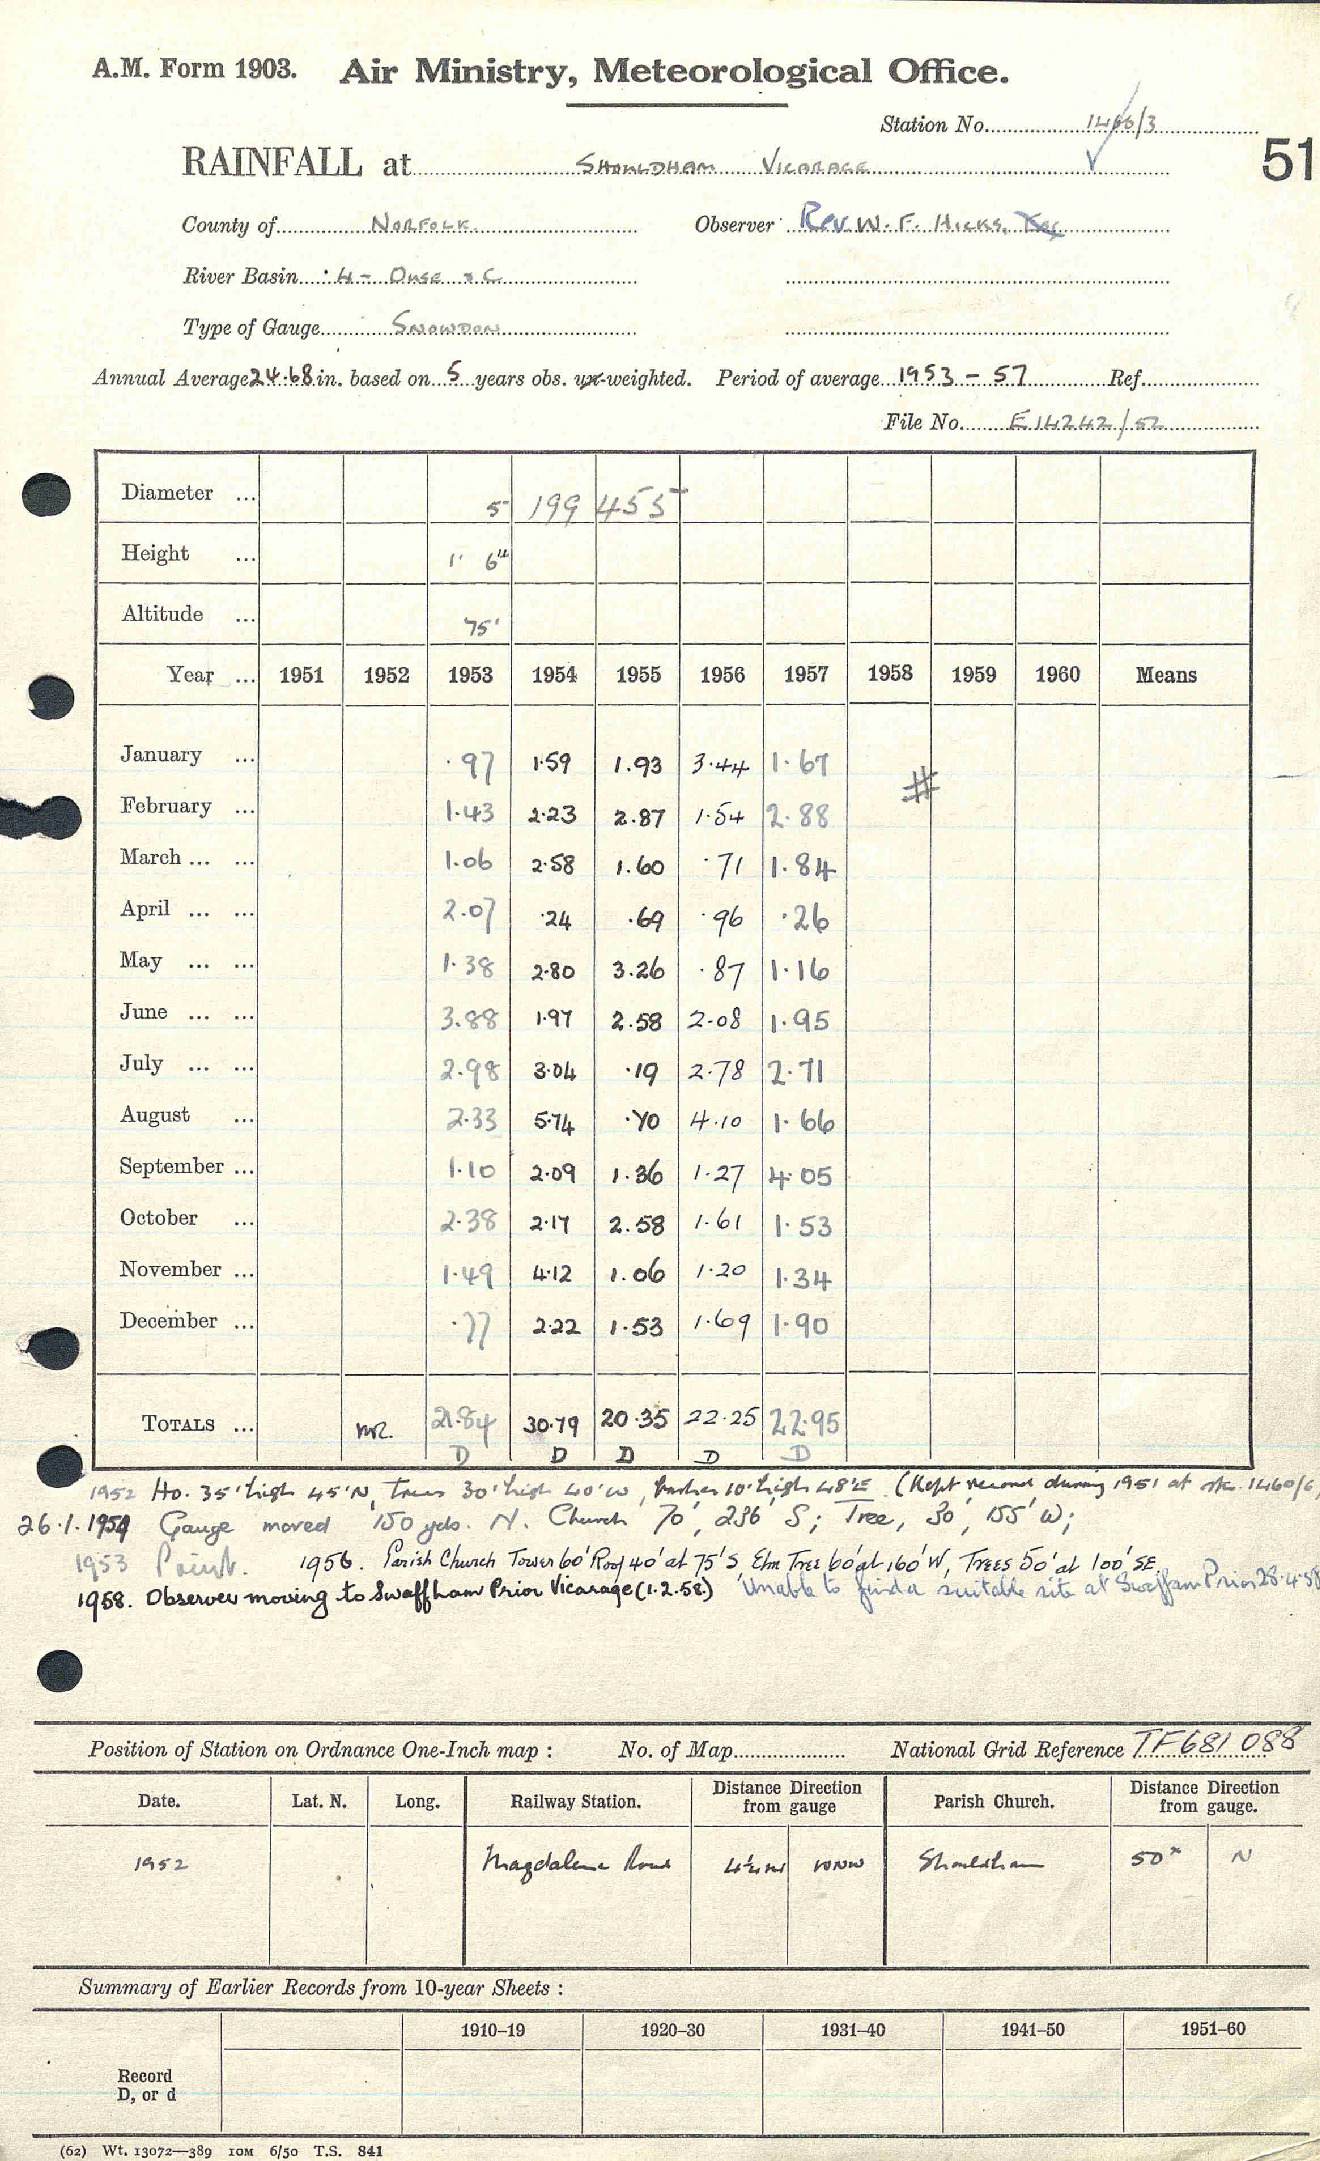 A.M. Form 1903. Air Ministry, Meteorological Office.
Station No. 1460/3
51
RAINFALL at SHOULDHAM VICARAGE
County of NORFOLK. Observer Rev. W. F. HICKS, Esq
River Basin 4 - OUSE & C
Type of Gauge SNOWDON
Annual Average 24.68 in. based on 5 years obs. weighted. Period of average 1953 - 57 Ref.
File No. E14242/52
Diameter ... 5 199 455
Height ... 1' 6"
Altitude ... 75'
Year ... 1951 1952 1953 1954 1955 1956 1957 1958 1959 1960 Means
January ... .97 1.59 1.93 3.44 1.67 #
February ... 1.43 2.23 2.87 1.54 2.88
March ... ... 1.06 2.58 1.60 .71 1.84
April ... ... 2.07 .24 .69 .96 .26
May ... ... 1.38 2.80 3.26 .87 1.16
June ... ... 3.88 1.97 2.58 2.08 1.95
July ... ... 2.98 3.04 .19 2.78 2.71
August ... 2.33 5.74 .70 4.10 1.66
September ... 1.10 2.09 1.36 1.27 4.05
October ... 2.38 2.17 2.58 1.61 1.53
November ... 1.49 4.12 1.06 1.20 1.34
December ... .77 2.22 1.53 1.69 1.90
TOTALS ... 21.84 30.79 20.35 22.25 22.95
D D D D D
1952 Ho. 35' high 45' N, Trees 30' high 40' W, 10' high 48' E (Kept record during 1951 at stn. 1460/6)
26.1.1954 Gauge moved 150 yds. N. Church 70', 236' S; Tree, 30', 155' W;
1953 Paint. 1956. Parish Church Tower 60' Roof 40' at 75' S, Elm Tree 60' at 160' W, Trees 50' at 100' SE
1958. Observer moving to Swaffham Prior Vicarage (1.2.58) Unable to find a suitable site at Swaffam Prior 28.4.58
Position of Station on Ordnance One-Inch map : No. of Map National Grid Reference TF681 088
Date. Lat. N. Long. Railway Station. Distance Direction from gauge Parish Church. Distance Direction from gauge.
1952 Magdalene Road Shouldham 50 N
Summary of Earlier Records from 10-year Sheets :
1910–19 1920–30 1931–40 1941–50 1951–60
Record
D, or d
(62) Wt. 13072—389 10M 6/50 T.S. 841